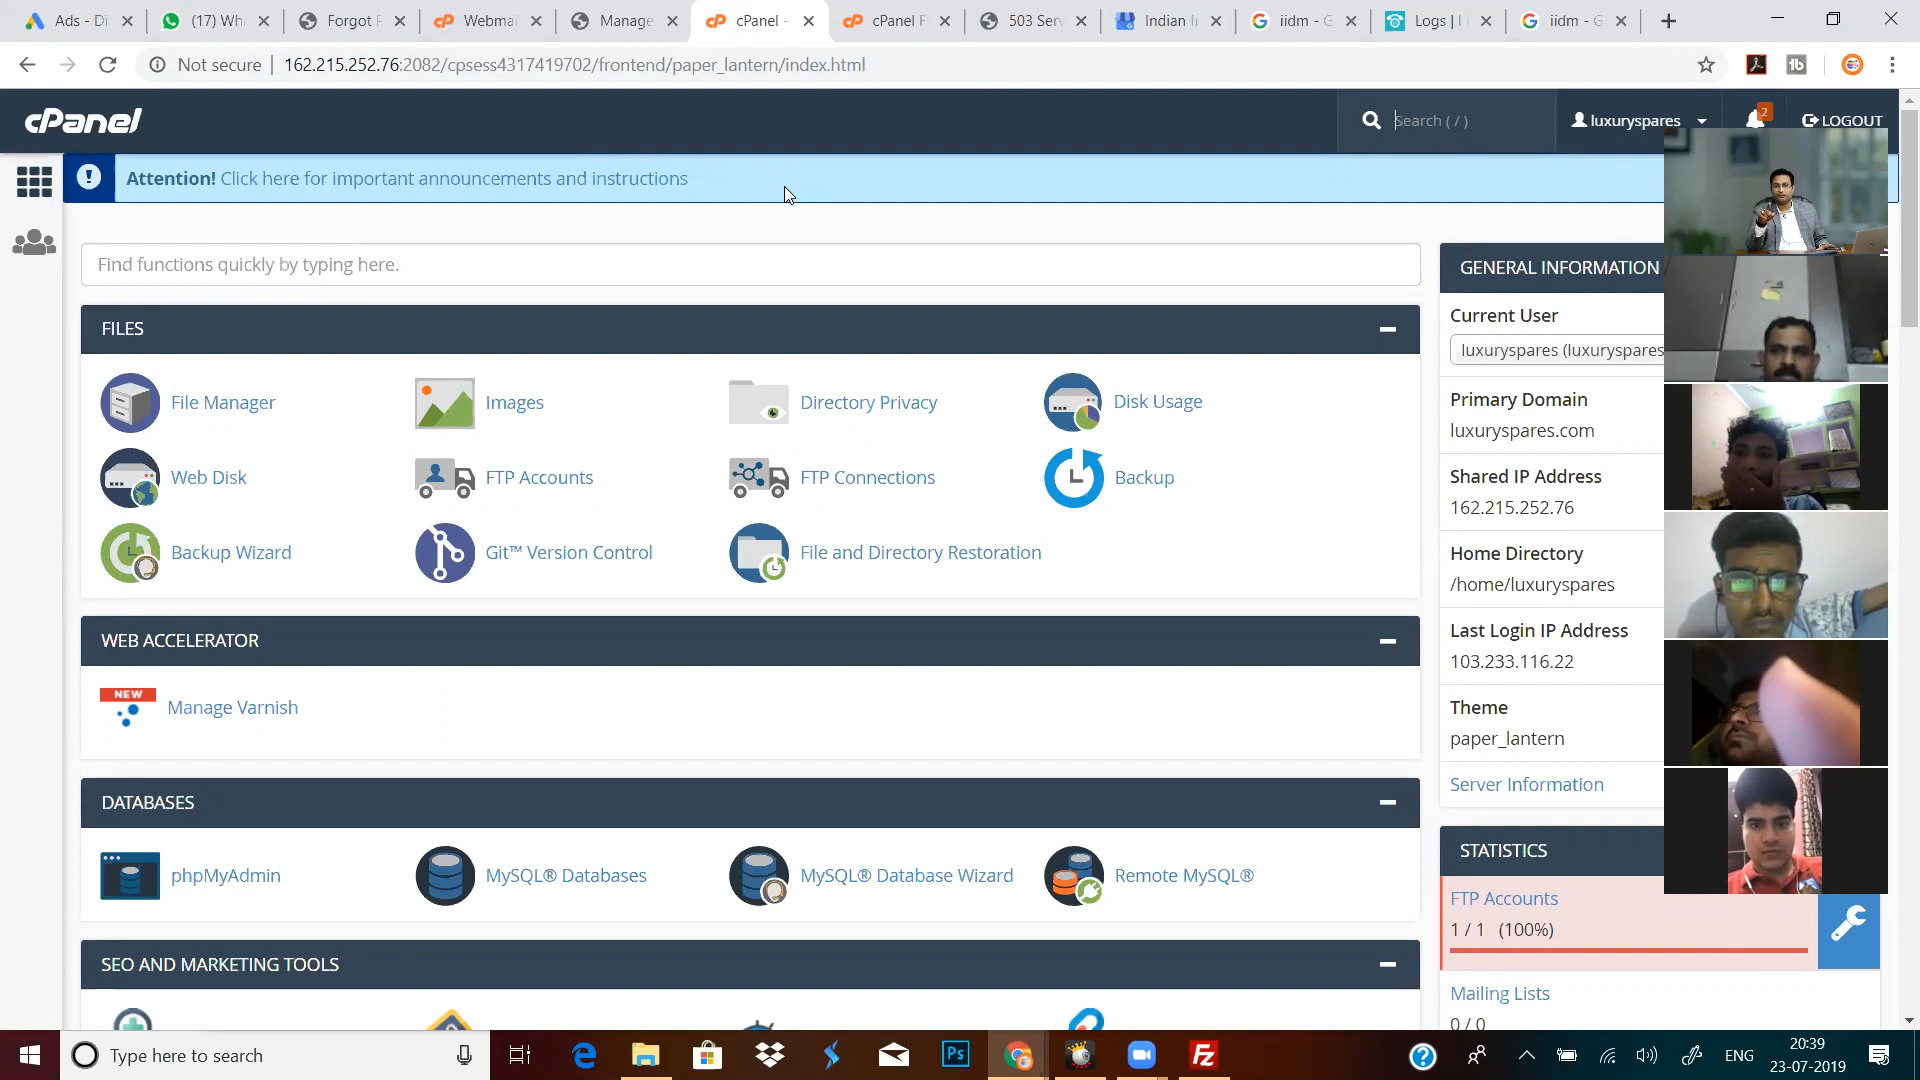 Ads - Di
(17) Wh
Forgot P
Webmai
Manage
cPanel -
cPanel F
503 Serv
Indian I
iidm - G
Logs | I
iidm - G
Not secure
162.215.252.76:2082/cpsess4317419702/frontend/paper_lantern/index.html
cPanel
Search ( / )
luxuryspares
2
LOGOUT
Attention! Click here for important announcements and instructions
Find functions quickly by typing here.
FILES
File Manager
Images
Directory Privacy
Disk Usage
Web Disk
FTP Accounts
FTP Connections
Backup
Backup Wizard
Git™ Version Control
File and Directory Restoration
WEB ACCELERATOR
NEW
Manage Varnish
DATABASES
phpMyAdmin
MySQL® Databases
MySQL® Database Wizard
Remote MySQL®
SEO AND MARKETING TOOLS
GENERAL INFORMATION
Current User
luxuryspares (luxuryspares
Primary Domain
luxuryspares.com
Shared IP Address
162.215.252.76
Home Directory
/home/luxuryspares
Last Login IP Address
103.233.116.22
Theme
paper_lantern
Server Information
STATISTICS
FTP Accounts
1 / 1 (100%)
Mailing Lists
0 / 0
Type here to search
Ps
Fz
ENG
20:39
23-07-2019